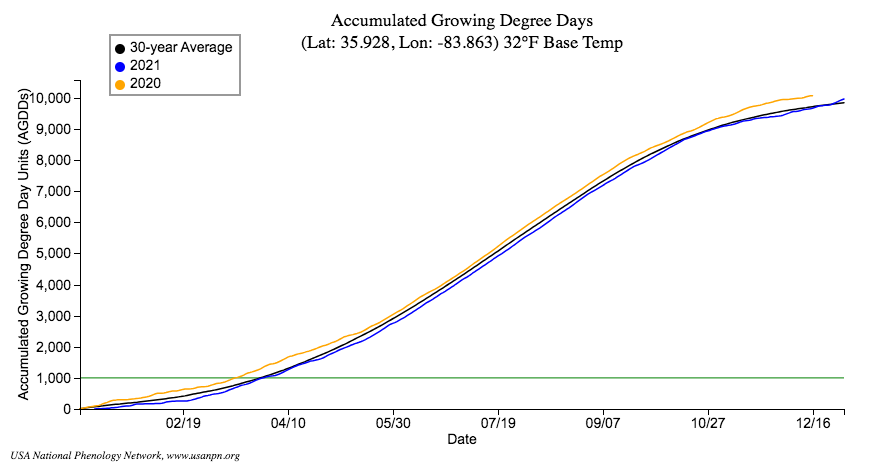 Accumulated Growing Degree Days
(Lat: 35.928, Lon: -83.863) 32°F Base Temp
30-year Average
2021
2020
Accumulated Growing Degree Day Units (AGDDs)
10,000
9,000
8,000
7,000
6,000
5,000
4,000
3,000
2,000
1,000
0
02/19 04/10 05/30 07/19 09/07 10/27 12/16
Date
USA National Phenology Network, www.usanpn.org